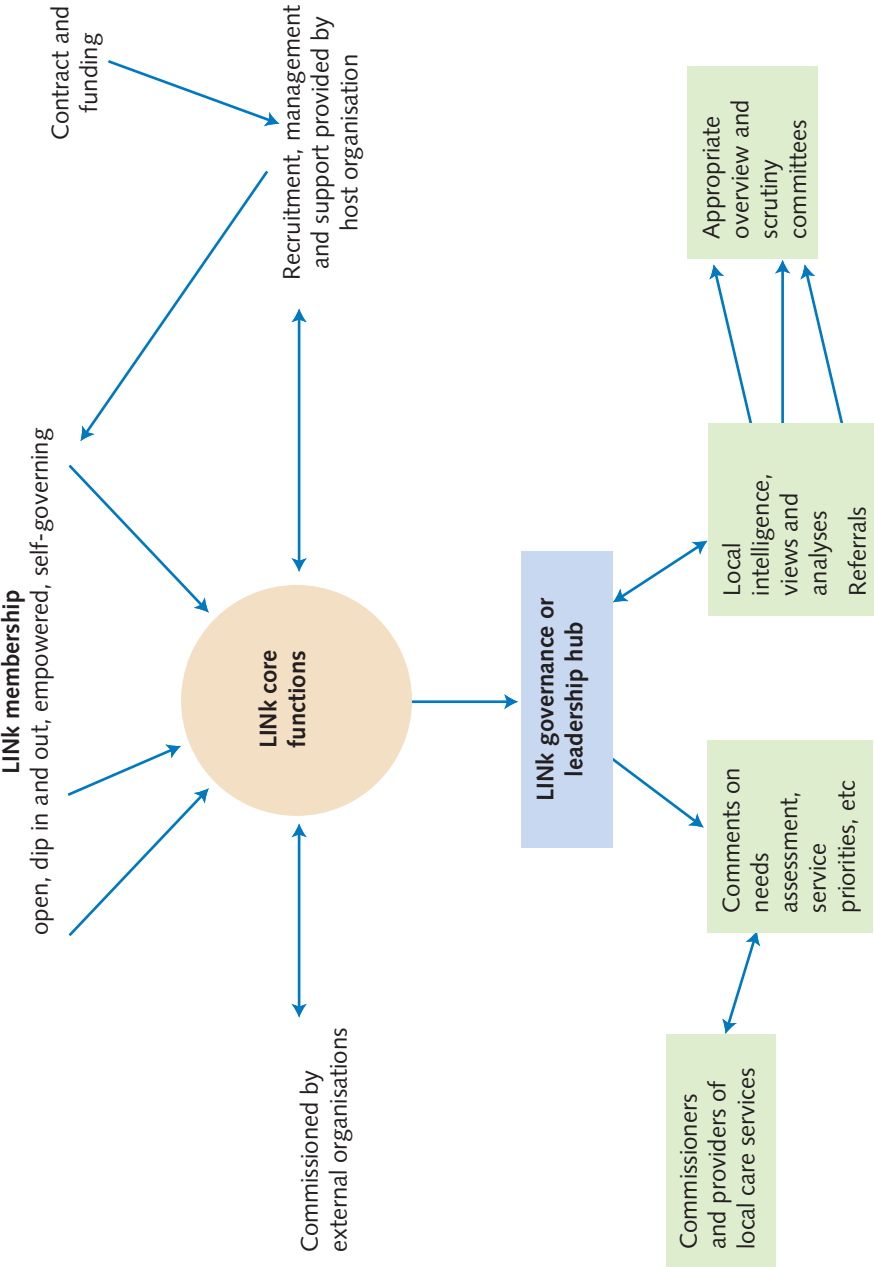 LINk membership
open, dip in and out, empowered, self-governing
Contract and
funding
Recruitment, management
and support provided by
host organisation
LINk core
functions
Commissioned by
external organisations
LINk governance or
leadership hub
Commissioners
and providers of
local care services
Comments on
needs
assessment,
service
priorities, etc
Local
intelligence,
views and
analyses
Referrals
Appropriate
overview and
scrutiny
committees